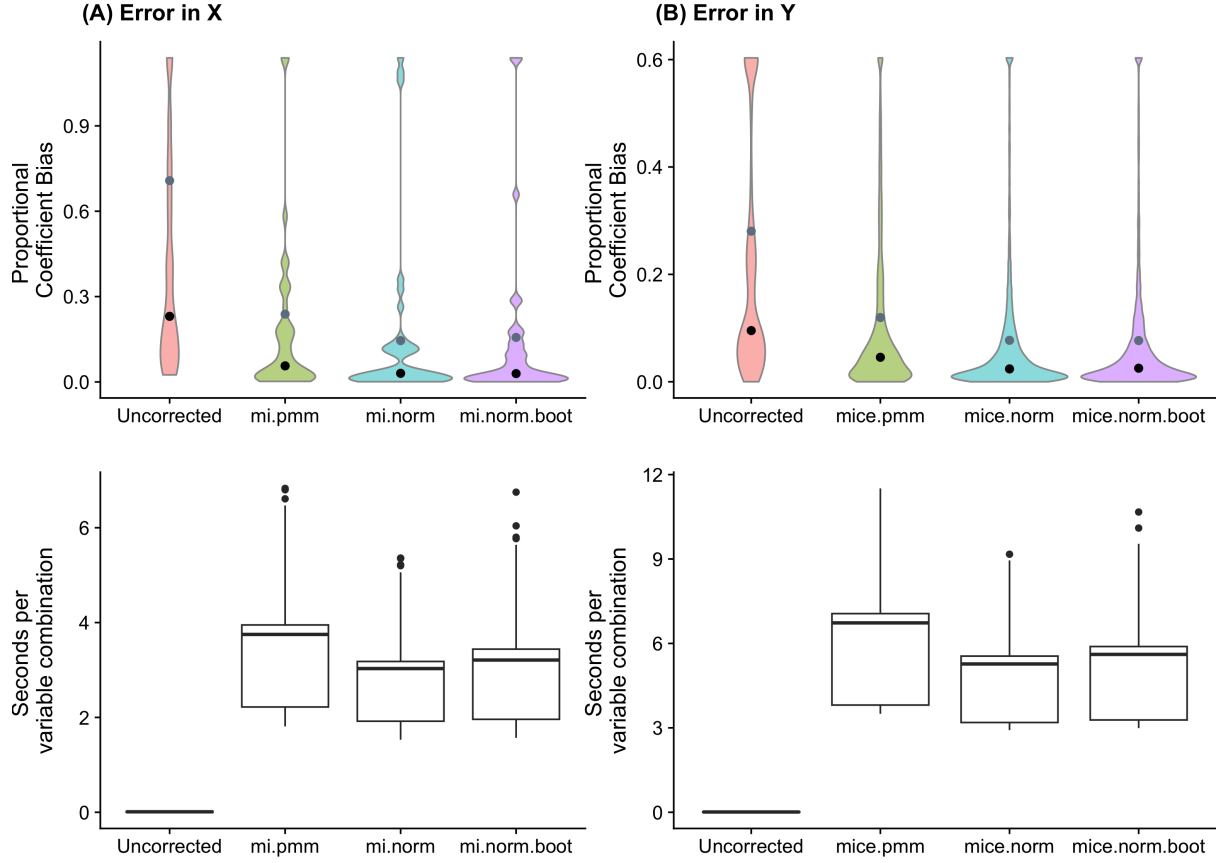 (A) Error in X
Proportional
Coefficient Bias
0.9
0.6
0.3
0.0
Uncorrected mi.pmm mi.norm mi.norm.boot
(B) Error in Y
Proportional
Coefficient Bias
0.6
0.4
0.2
0.0
Uncorrected mice.pmm mice.norm mice.norm.boot
Seconds per
variable combination
6
4
2
0
Uncorrected mi.pmm mi.norm mi.norm.boot
Seconds per
variable combination
12
9
6
3
0
Uncorrected mice.pmm mice.norm mice.norm.boot